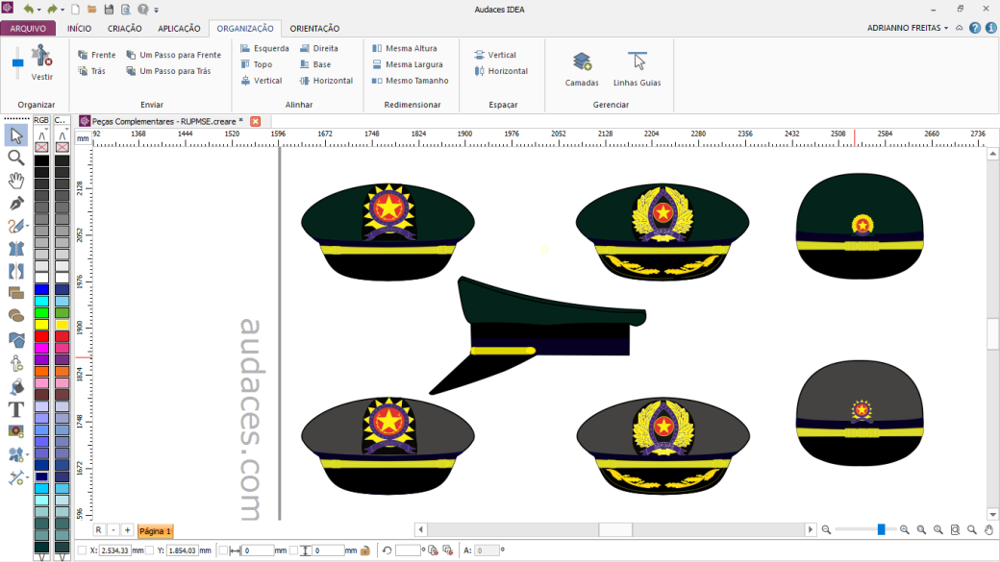 Audaces IDEA
ARQUIVO INÍCIO CRIAÇÃO APLICAÇÃO ORGANIZAÇÃO ORIENTAÇÃO ADRIANNO FREITAS
Frente Um Passo para Frente Esquerda Direita Mesma Altura Vertical
Topo Base Mesma Largura
Trás Um Passo para Trás Horizontal
Vestir Vertical Horizontal Mesmo Tamanho Camadas Linhas Guias
Organizar Enviar Alinhar Redimensionar Espaçar Gerenciar
RGB C... Peças Complementares - RUPMSE.creare *
mm 92 1368 1444 1520 1596 1672 1748 1824 1900 1976 2052 2128 2204 2280 2356 2432 2508 2584 2660 2736
2128
2052
1976
1900
1824
1748
1672
596
audaces.com
T
R - + Página 1
X: 2.534,33 mm Y: 1.854,03 mm 0 mm 0 mm º A: 0 º